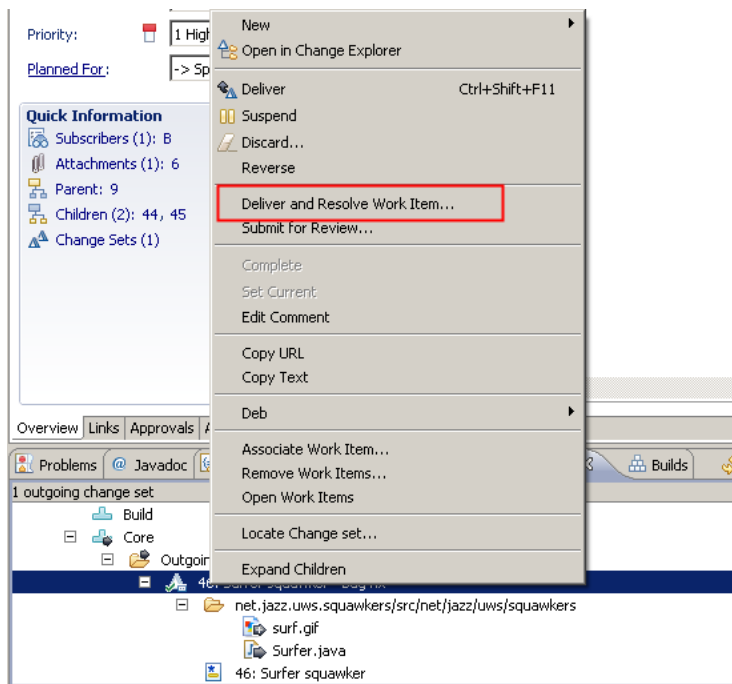 Priority:
1 High
Planned For:
-> Sp
Quick Information
Subscribers (1): B
Attachments (1): 6
Parent: 9
Children (2): 44, 45
Change Sets (1)
New
Open in Change Explorer
Deliver Ctrl+Shift+F11
Suspend
Discard...
Reverse
Deliver and Resolve Work Item...
Submit for Review...
Complete
Set Current
Edit Comment
Copy URL
Copy Text
Deb
Associate Work Item...
Remove Work Items...
Open Work Items
Locate Change set...
Expand Children
Overview Links Approvals
Problems @ Javadoc Builds
1 outgoing change set
Build
Core
Outgoin
46: Surfer squawker - Bug fix
net.jazz.uws.squawkers/src/net/jazz/uws/squawkers
surf.gif
Surfer.java
46: Surfer squawker